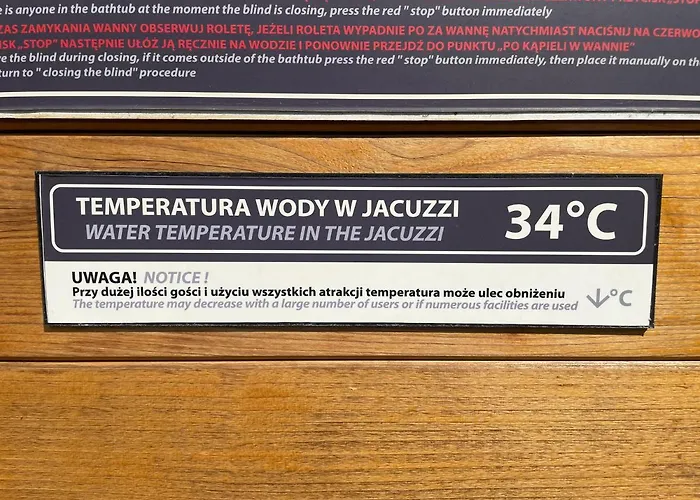 e is anyone in the bathtub at the moment the blind is closing, press the red " stop" button immediately
ZAS ZAMYKANIA WANNY OBSERWUJ ROLETĘ, JEŻELI ROLETA WYPADNIE PO ZA WANNĘ NATYCHMIAST NACIŚNIJ NA CZERWO
ISK „STOP" NASTĘPNIE UŁÓŻ JĄ RĘCZNIE NA WODZIE I PONOWNIE PRZEJDŹ DO PUNKTU „PO KĄPIELI W WANNIE"
ve the blind during closing, if it comes outside of the bathtub press the red " stop" button immediately, then place it manually on th
turn to " closing the blind" procedure
TEMPERATURA WODY W JACUZZI 34°C
WATER TEMPERATURE IN THE JACUZZI
UWAGA! NOTICE !
Przy dużej ilości gości i użyciu wszystkich atrakcji temperatura może ulec obniżeniu
The temperature may decrease with a large number of users or if numerous facilities are used
↓°C